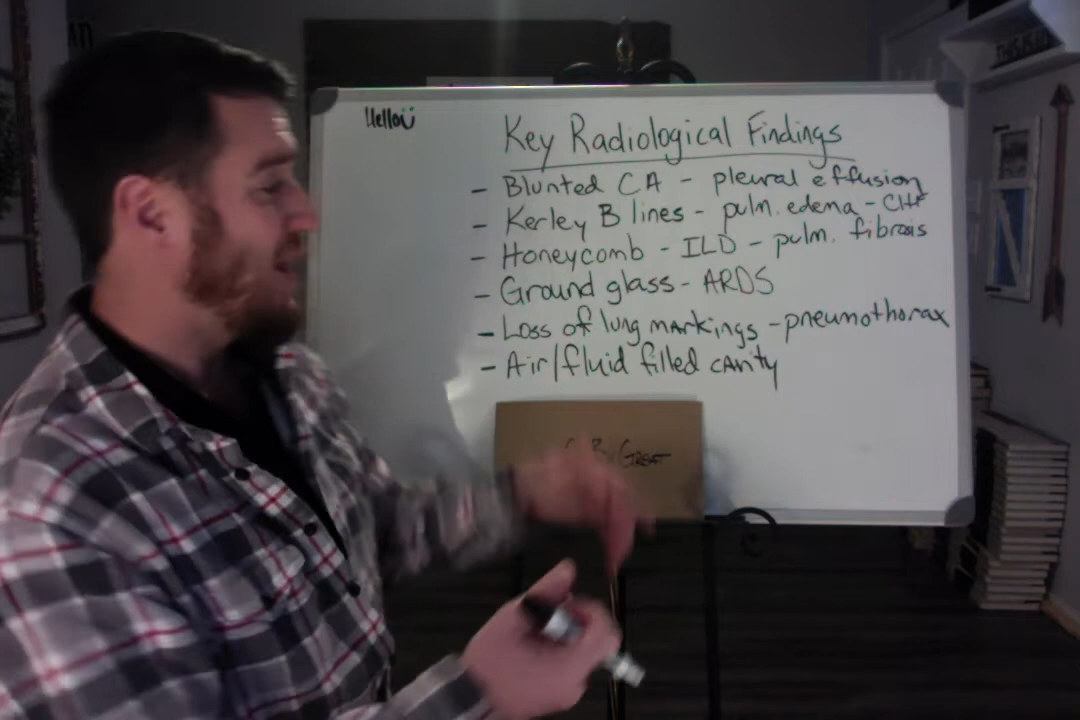 Hello
Key Radiological Findings
- Blunted CA - pleural effusion
- Kerley B lines - pulm. edema - CHF
- Honeycomb - ILD - pulm. fibrosis
- Ground glass - ARDS
- Loss of lung markings - pneumothorax
- Air/fluid filled cavity
Great